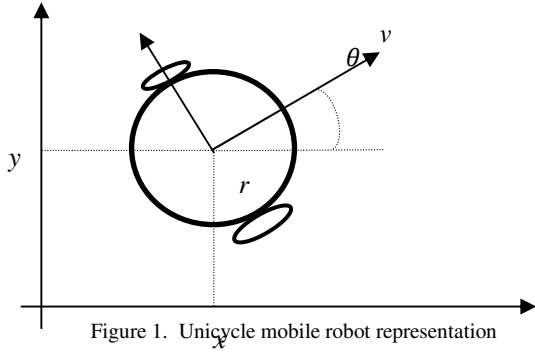 v
θ
y
r
x
Figure 1. Unicycle mobile robot representation